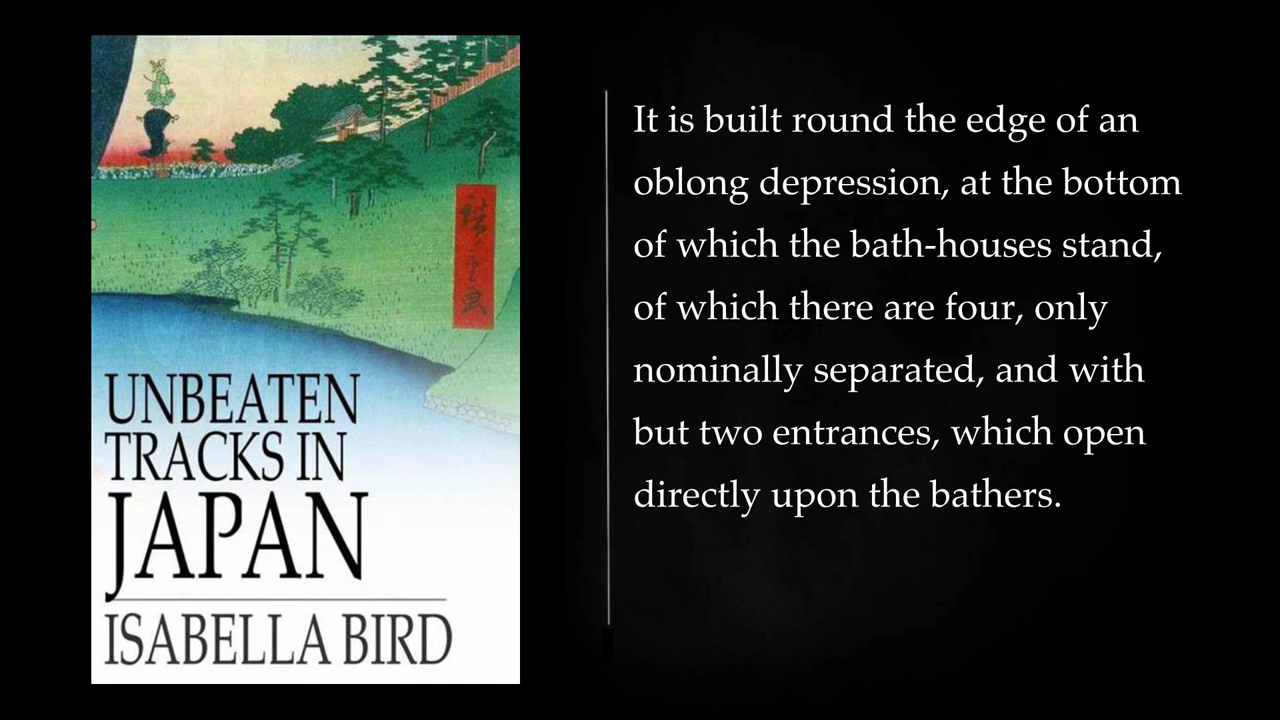 UNBEATEN
TRACKS IN
JAPAN
ISABELLA BIRD
It is built round the edge of an
oblong depression, at the bottom
of which the bath-houses stand,
of which there are four, only
nominally separated, and with
but two entrances, which open
directly upon the bathers.